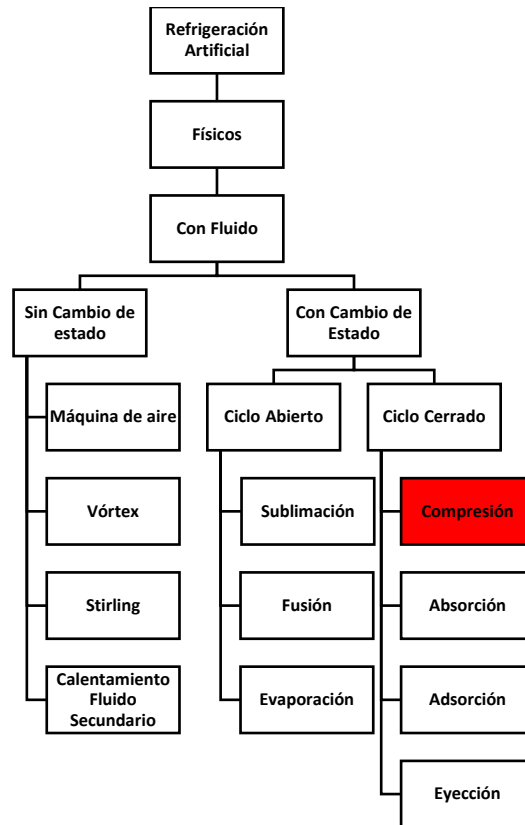 Refrigeración
Artificial
Físicos
Con Fluido
Sin Cambio de
estado
Con Cambio de
Estado
Máquina de aire
Ciclo Abierto
Ciclo Cerrado
Vórtex
Sublimación
Compresión
Stirling
Fusión
Absorción
Calentamiento
Fluido
Secundario
Evaporación
Adsorción
Eyección